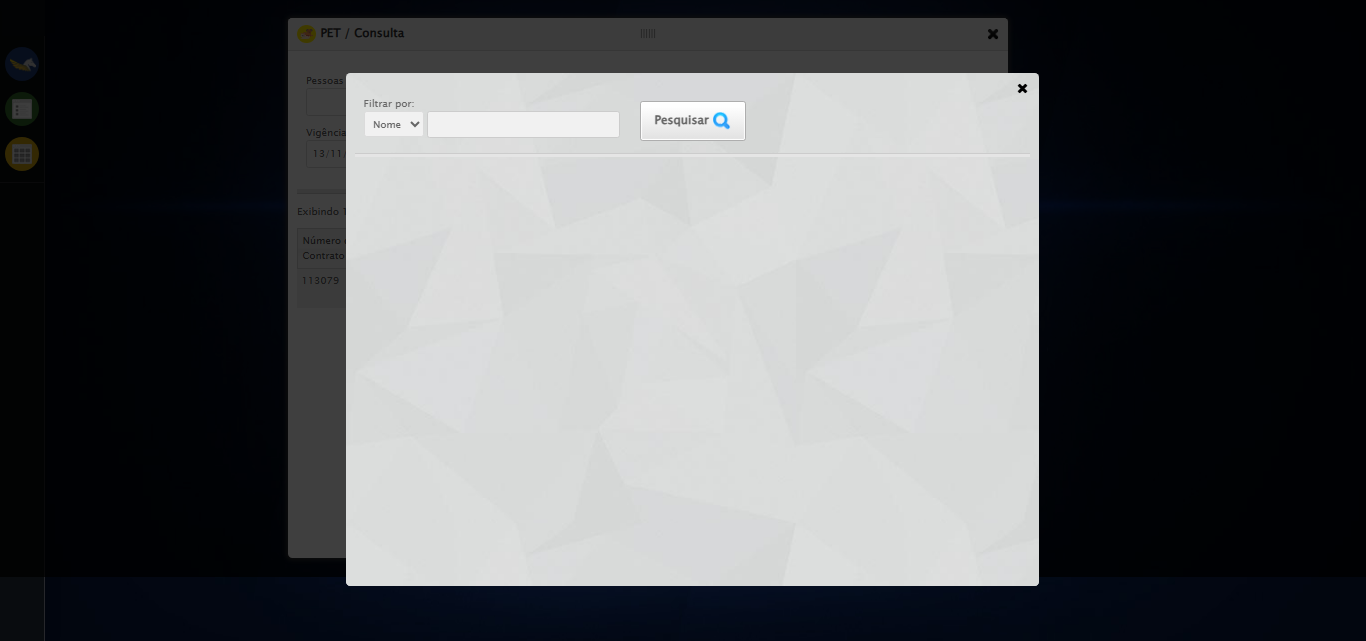 PET / Consulta
Pessoas
Filtrar por:
Nome
Pesquisar
Vigência
13/11/
Exibindo 1
Número
Contrato
113079